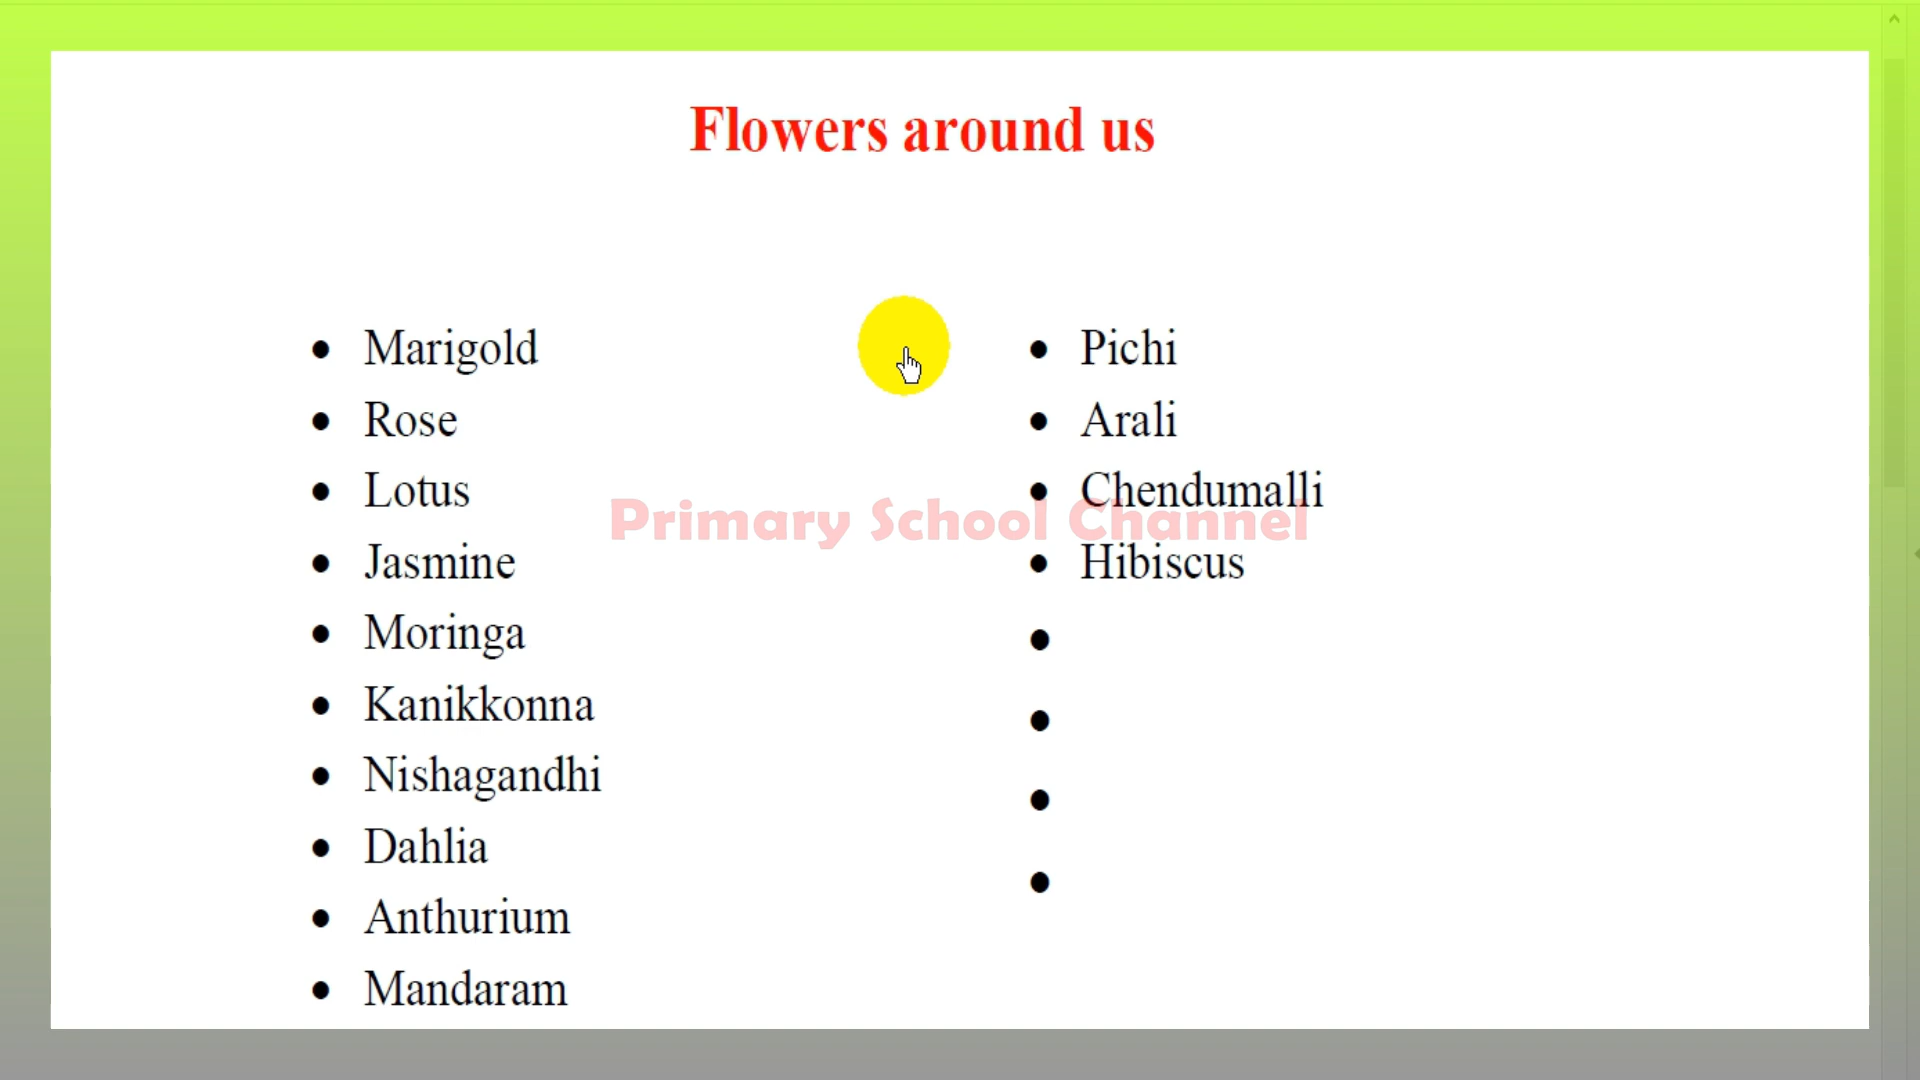 Flowers around us
• Marigold
• Rose
• Lotus
• Jasmine
• Moringa
• Kanikkonna
• Nishagandhi
• Dahlia
• Anthurium
• Mandaram
• Pichi
• Arali
• Chendumalli
• Hibiscus
•
•
•
•
Primary School Channel